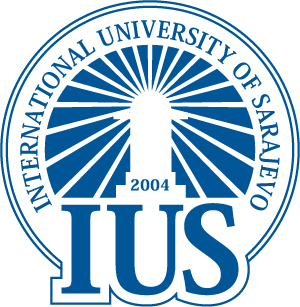 INTERNATIONAL UNIVERSITY OF SARAJEVO
2004
IUS